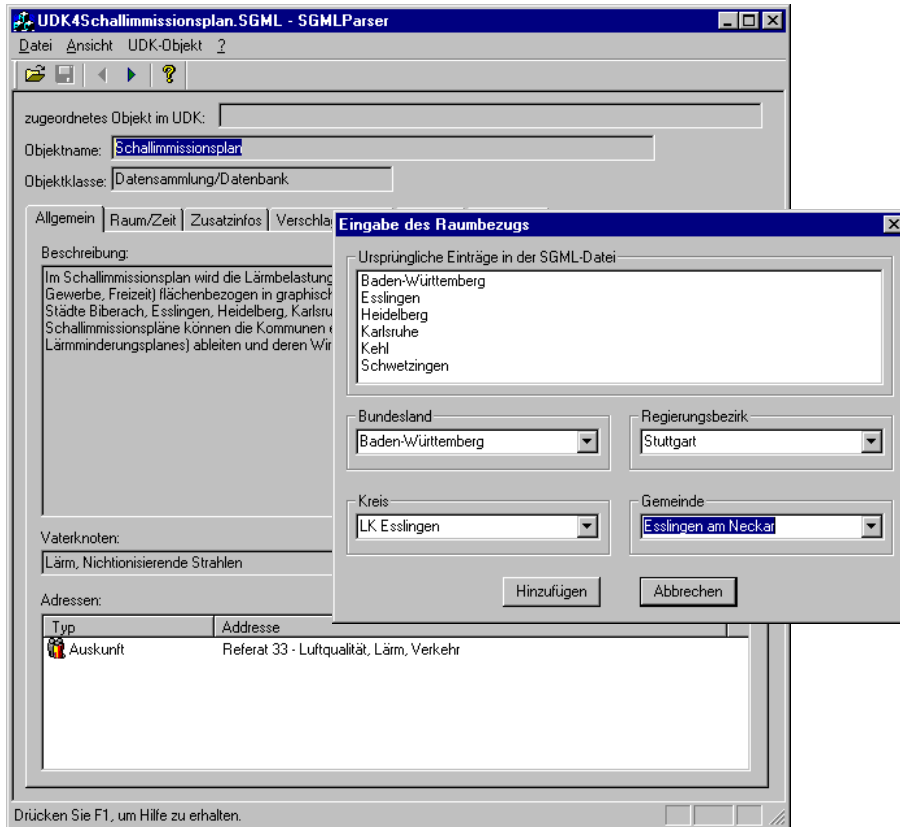 UDK4Schallimmissionsplan.SGML - SGMLParser
Datei Ansicht UDK-Objekt ?
zugeordnetes Objekt im UDK:
Objektname: Schallimmissionsplan
Objektklasse: Datensammlung/Datenbank
Allgemein Raum/Zeit Zusatzinfos Verschla
Beschreibung:
Im Schallimmissionsplan wird die Lärmbelastung
Gewerbe, Freizeit) flächenbezogen in graphisch
Städte Biberach, Esslingen, Heidelberg, Karlsru
Schallimmissionspläne können die Kommunen e
Lärmminderungsplanes) ableiten und deren Wir
Vaterknoten:
Lärm, Nichtionisierende Strahlen
Adressen:
Typ Addresse
Auskunft Referat 33 - Luftqualität, Lärm, Verkehr
Drücken Sie F1, um Hilfe zu erhalten.
Eingabe des Raumbezugs
Ursprüngliche Einträge in der SGML-Datei
Baden-Württemberg
Esslingen
Heidelberg
Karlsruhe
Kehl
Schwetzingen
Bundesland
Baden-Württemberg
Regierungsbezirk
Stuttgart
Kreis
LK Esslingen
Gemeinde
Esslingen am Neckar
Hinzufügen Abbrechen